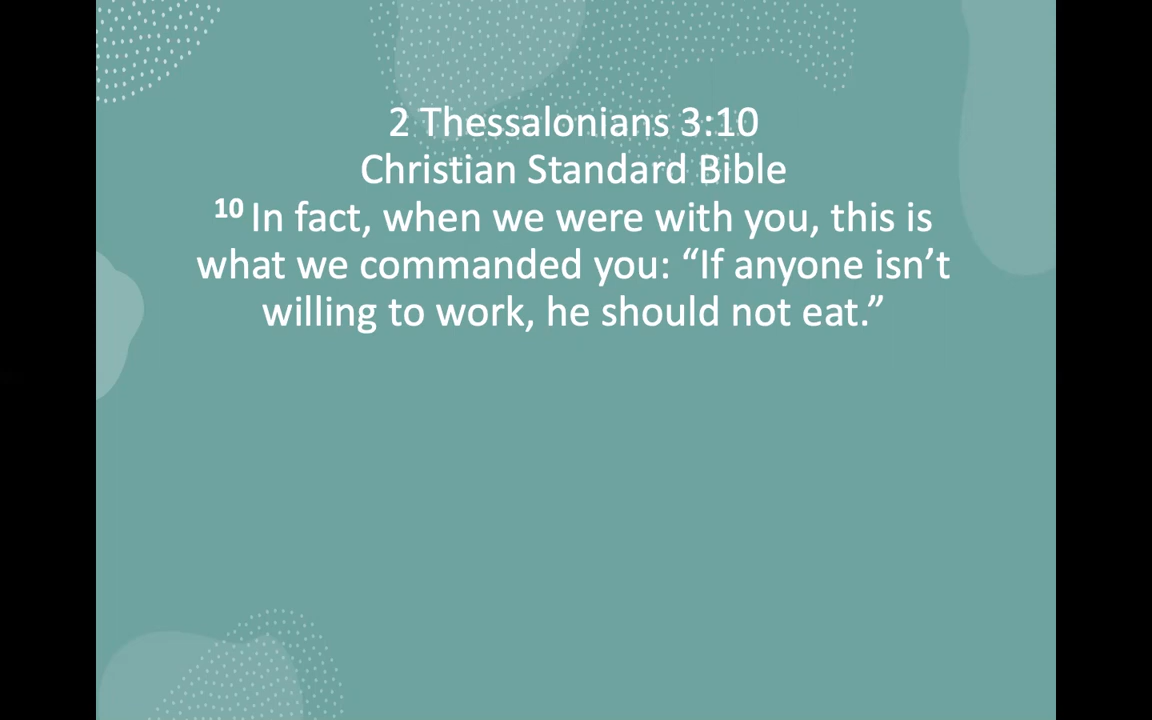 2 Thessalonians 3:10
Christian Standard Bible
10 In fact, when we were with you, this is
what we commanded you: “If anyone isn’t
willing to work, he should not eat.”